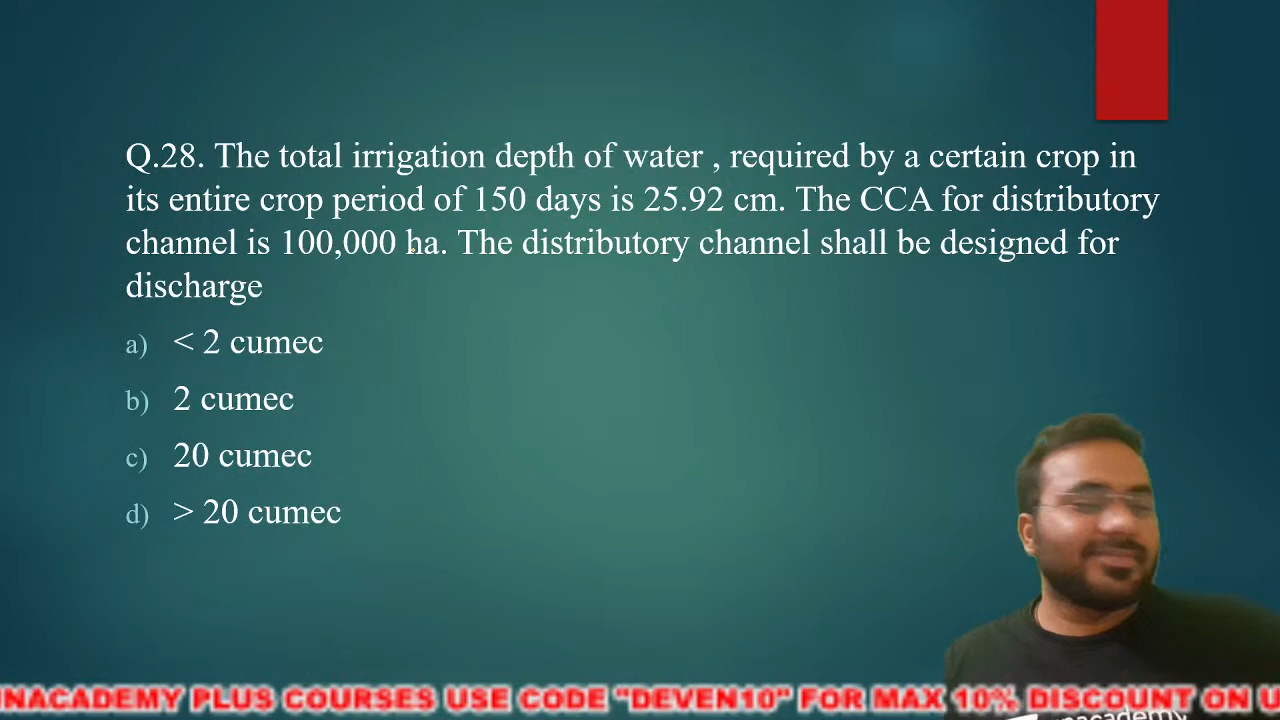 Q.28. The total irrigation depth of water , required by a certain crop in
its entire crop period of 150 days is 25.92 cm. The CCA for distributory
channel is 100,000 ha. The distributory channel shall be designed for
discharge
a) < 2 cumec
b) 2 cumec
c) 20 cumec
d) > 20 cumec
UNACADEMY PLUS COURSES USE CODE "DEVEN10" FOR MAX 10% DISCOUNT ON U